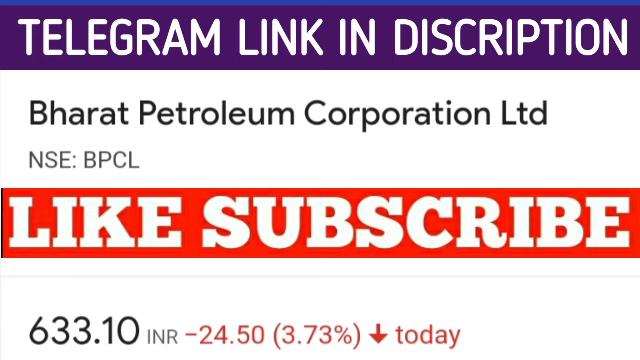 TELEGRAM LINK IN DISCRIPTION
Bharat Petroleum Corporation Ltd
NSE: BPCL
LIKE SUBSCRIBE
633.10 INR −24.50 (3.73%) ↓ today